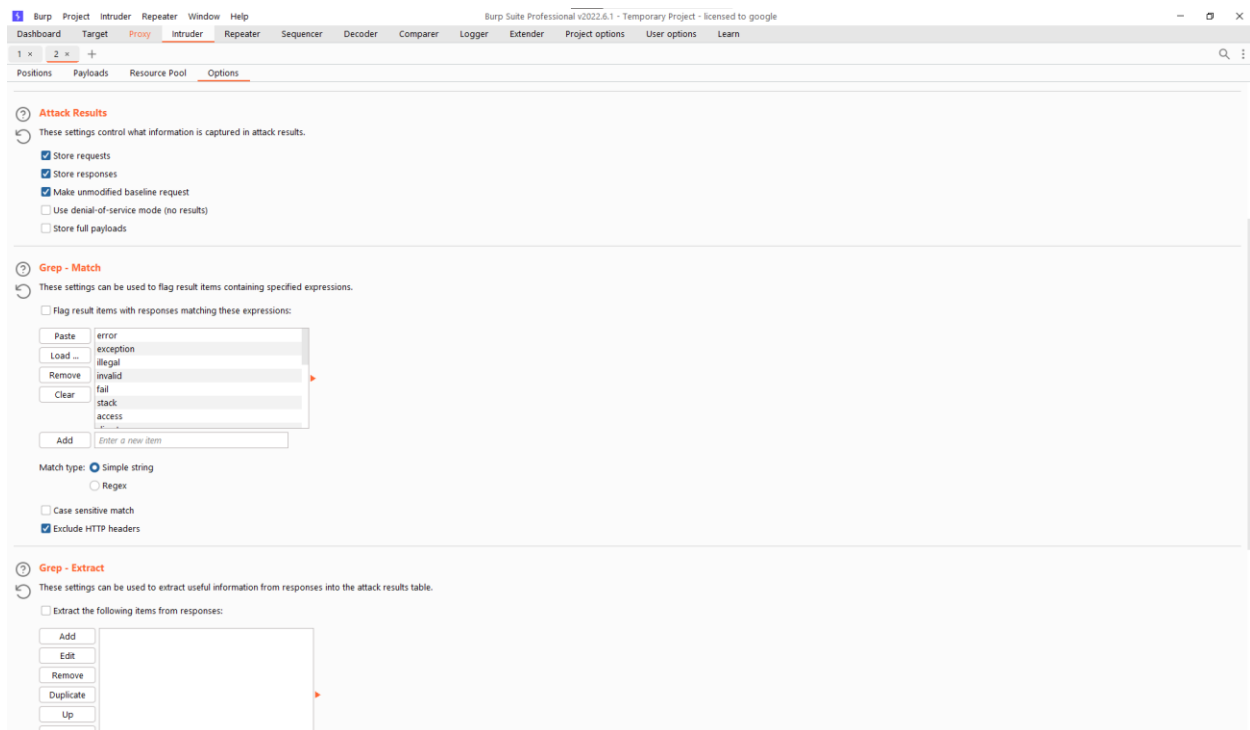 Burp Project Intruder Repeater Window Help
Burp Suite Professional v2022.6.1 - Temporary Project - licensed to google
Dashboard Target Proxy Intruder Repeater Sequencer Decoder Comparer Logger Extender Project options User options Learn
1 × 2 × +
Positions Payloads Resource Pool Options
Attack Results
These settings control what information is captured in attack results.
Store requests
Store responses
Make unmodified baseline request
Use denial-of-service mode (no results)
Store full payloads
Grep - Match
These settings can be used to flag result items containing specified expressions.
Flag result items with responses matching these expressions:
Paste error
exception
Load ... illegal
Remove invalid
fail
Clear stack
access
Add Enter a new item
Match type: Simple string
Regex
Case sensitive match
Exclude HTTP headers
Grep - Extract
These settings can be used to extract useful information from responses into the attack results table.
Extract the following items from responses:
Add
Edit
Remove
Duplicate
Up